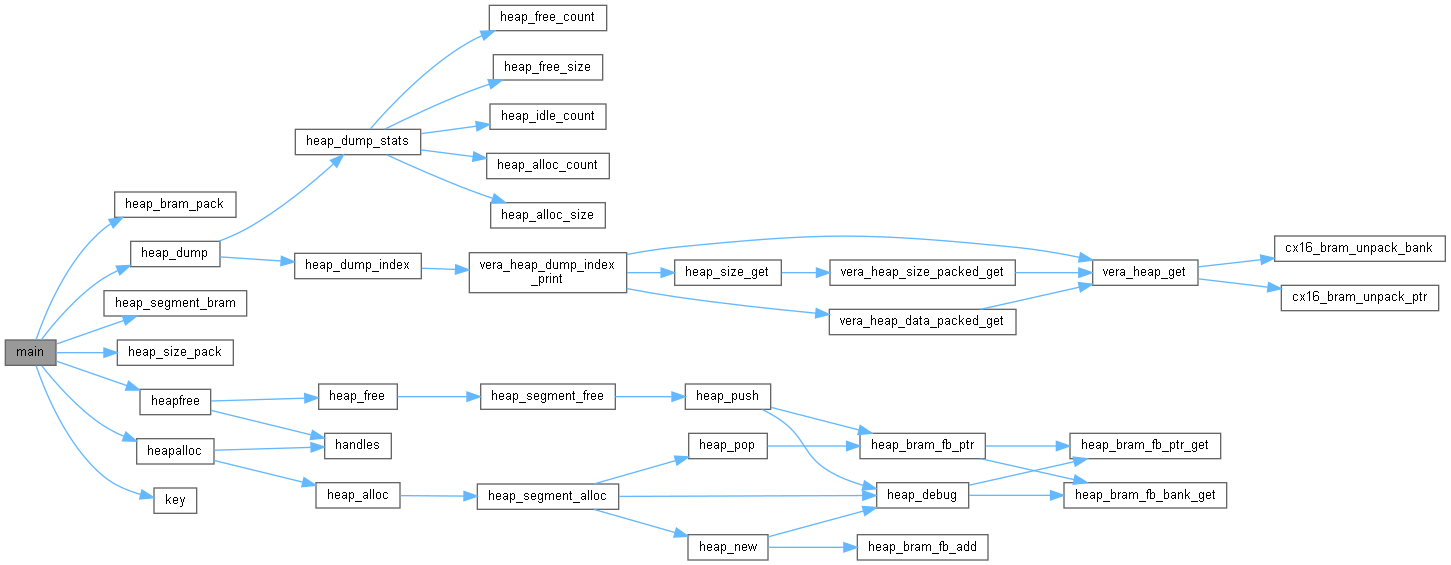 heap_free_count
heap_free_size
heap_idle_count
heap_dump_stats
heap_alloc_count
heap_alloc_size
heap_bram_pack
heap_dump
heap_dump_index
vera_heap_dump_index
_print
heap_size_get
vera_heap_size_packed_get
vera_heap_get
cx16_bram_unpack_bank
cx16_bram_unpack_ptr
heap_segment_bram
vera_heap_data_packed_get
main
heap_size_pack
heapfree
heap_free
heap_segment_free
heap_push
handles
heapalloc
heap_pop
heap_bram_fb_ptr
heap_bram_fb_ptr_get
key
heap_alloc
heap_segment_alloc
heap_debug
heap_bram_fb_bank_get
heap_new
heap_bram_fb_add